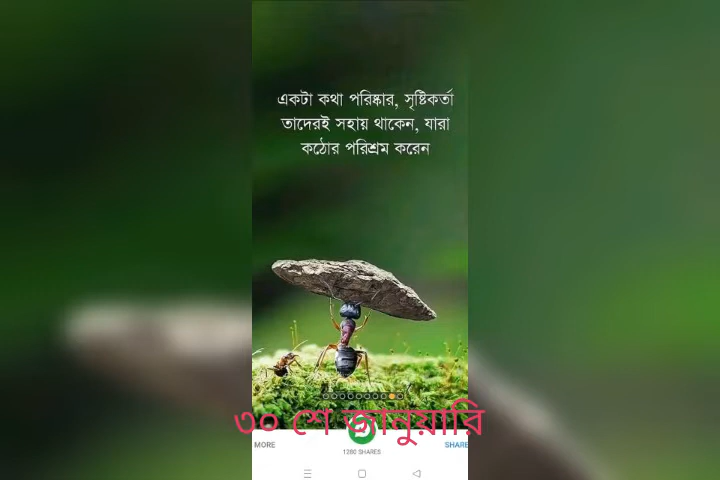 একটা কথা পরিষ্কার, সৃষ্টিকর্তা
তাদেরই সহায় থাকেন, যারা
কঠোর পরিশ্রম করেন
৩০ শে জানুয়ারি
MORE
SHARE
1280 SHARES